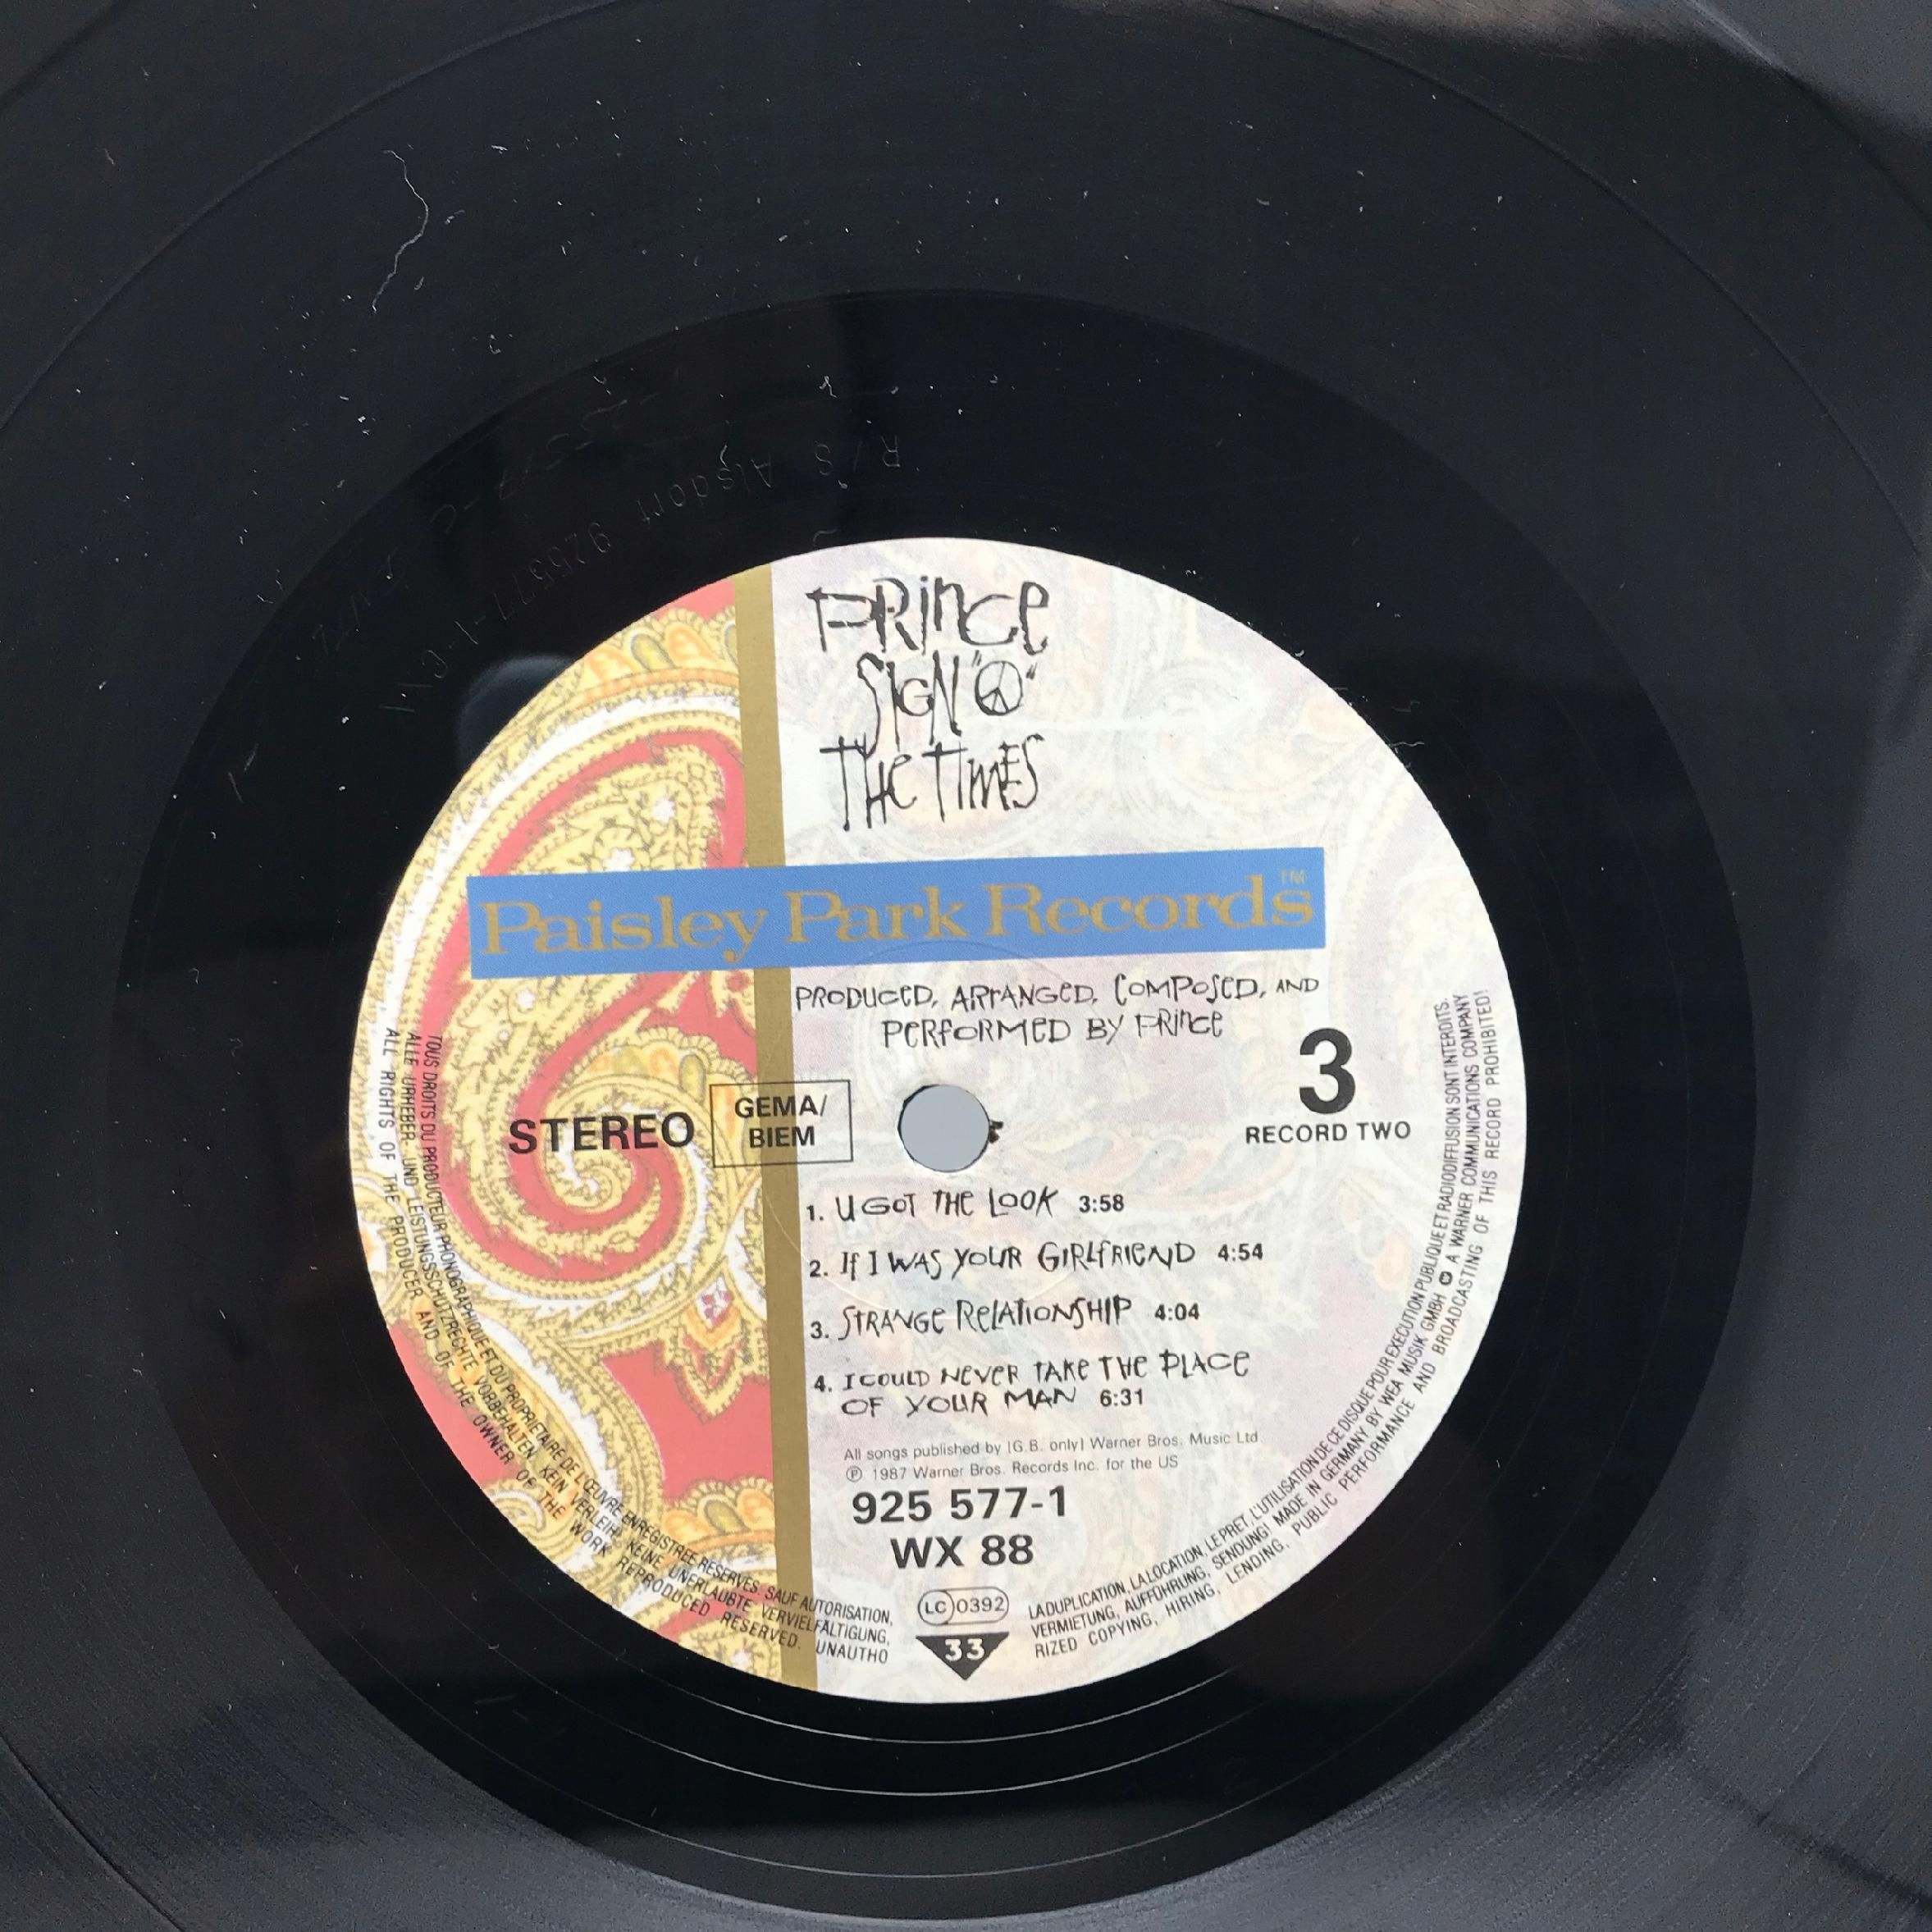 PRINCE
SIGN "☮"
THE TIMES
Paisley Park Records™
PRODUCED, ARRANGED, COMPOSED, AND
PERFORMED BY PRINCE
3
RECORD TWO
STEREO
GEMA/
BIEM
1. U GOT THE LOOK 3:58
2. If I WAS YOUR GIRLFRIEND 4:54
3. STRANGE RELATIONSHIP 4:04
4. I COULD NEVER TAKE THE PLACE
OF YOUR MAN 6:31
All songs published by (G.B. only) Warner Bros. Music Ltd
℗ 1987 Warner Bros. Records Inc. for the US
925 577-1
WX 88
LC 0392
33
TOUS DROITS DU PRODUCTEUR PHONOGRAPHIQUE ET DU PROPRIETAIRE DE L'ŒUVRE ENREGISTREE RESERVES. SAUF AUTORISATION, LA DUPLICATION, LA LOCATION, LE PRET, L'UTILISATION DE CE DISQUE POUR EXECUTION PUBLIQUE ET RADIODIFFUSION SONT INTERDITS.
ALLE URHEBER- UND LEISTUNGSSCHUTZRECHTE VORBEHALTEN. KEIN VERLEIH! KEINE UNERLAUBTE VERVIELFÄLTIGUNG, VERMIETUNG, AUFFÜHRUNG, SENDUNG! MADE IN GERMANY BY WEA MUSIK GMBH A WARNER COMMUNICATIONS COMPANY
ALL RIGHTS OF THE PRODUCER AND OF THE OWNER OF THE WORK REPRODUCED RESERVED. UNAUTHORIZED COPYING, HIRING, LENDING, PUBLIC PERFORMANCE AND BROADCASTING OF THIS RECORD PROHIBITED!
R/S Alsdorf 925577-1